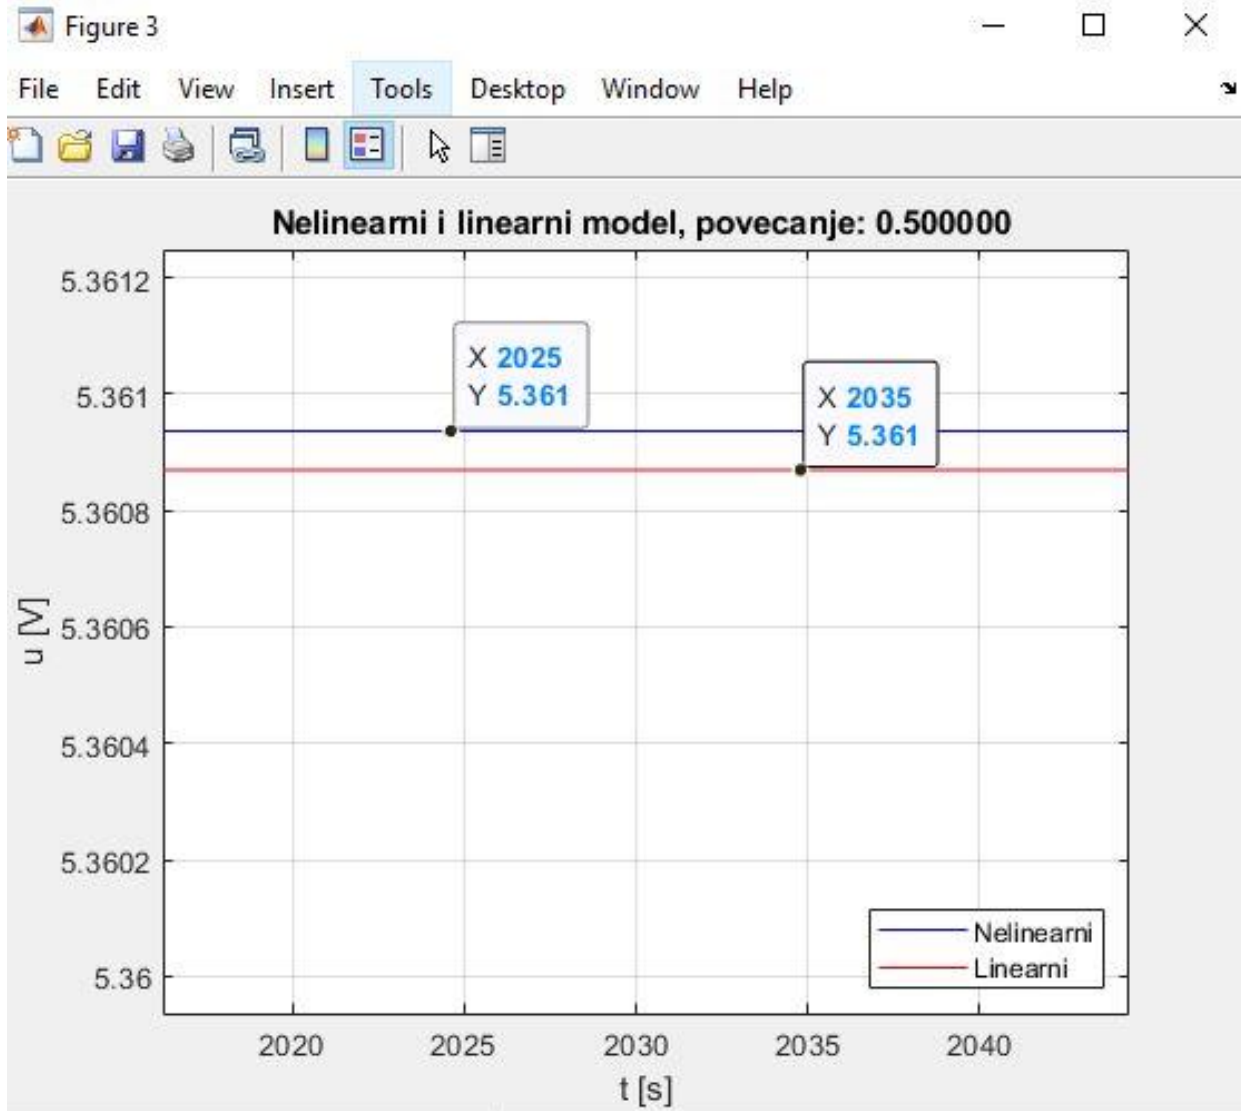 Figure 3
File Edit View Insert Tools Desktop Window Help
Nelinearni i linearni model, povecanje: 0.500000
5.3612
5.361
5.3608
5.3606
5.3604
5.3602
5.36
u [V]
X 2025
Y 5.361
X 2035
Y 5.361
Nelinearni
Linearni
2020 2025 2030 2035 2040
t [s]